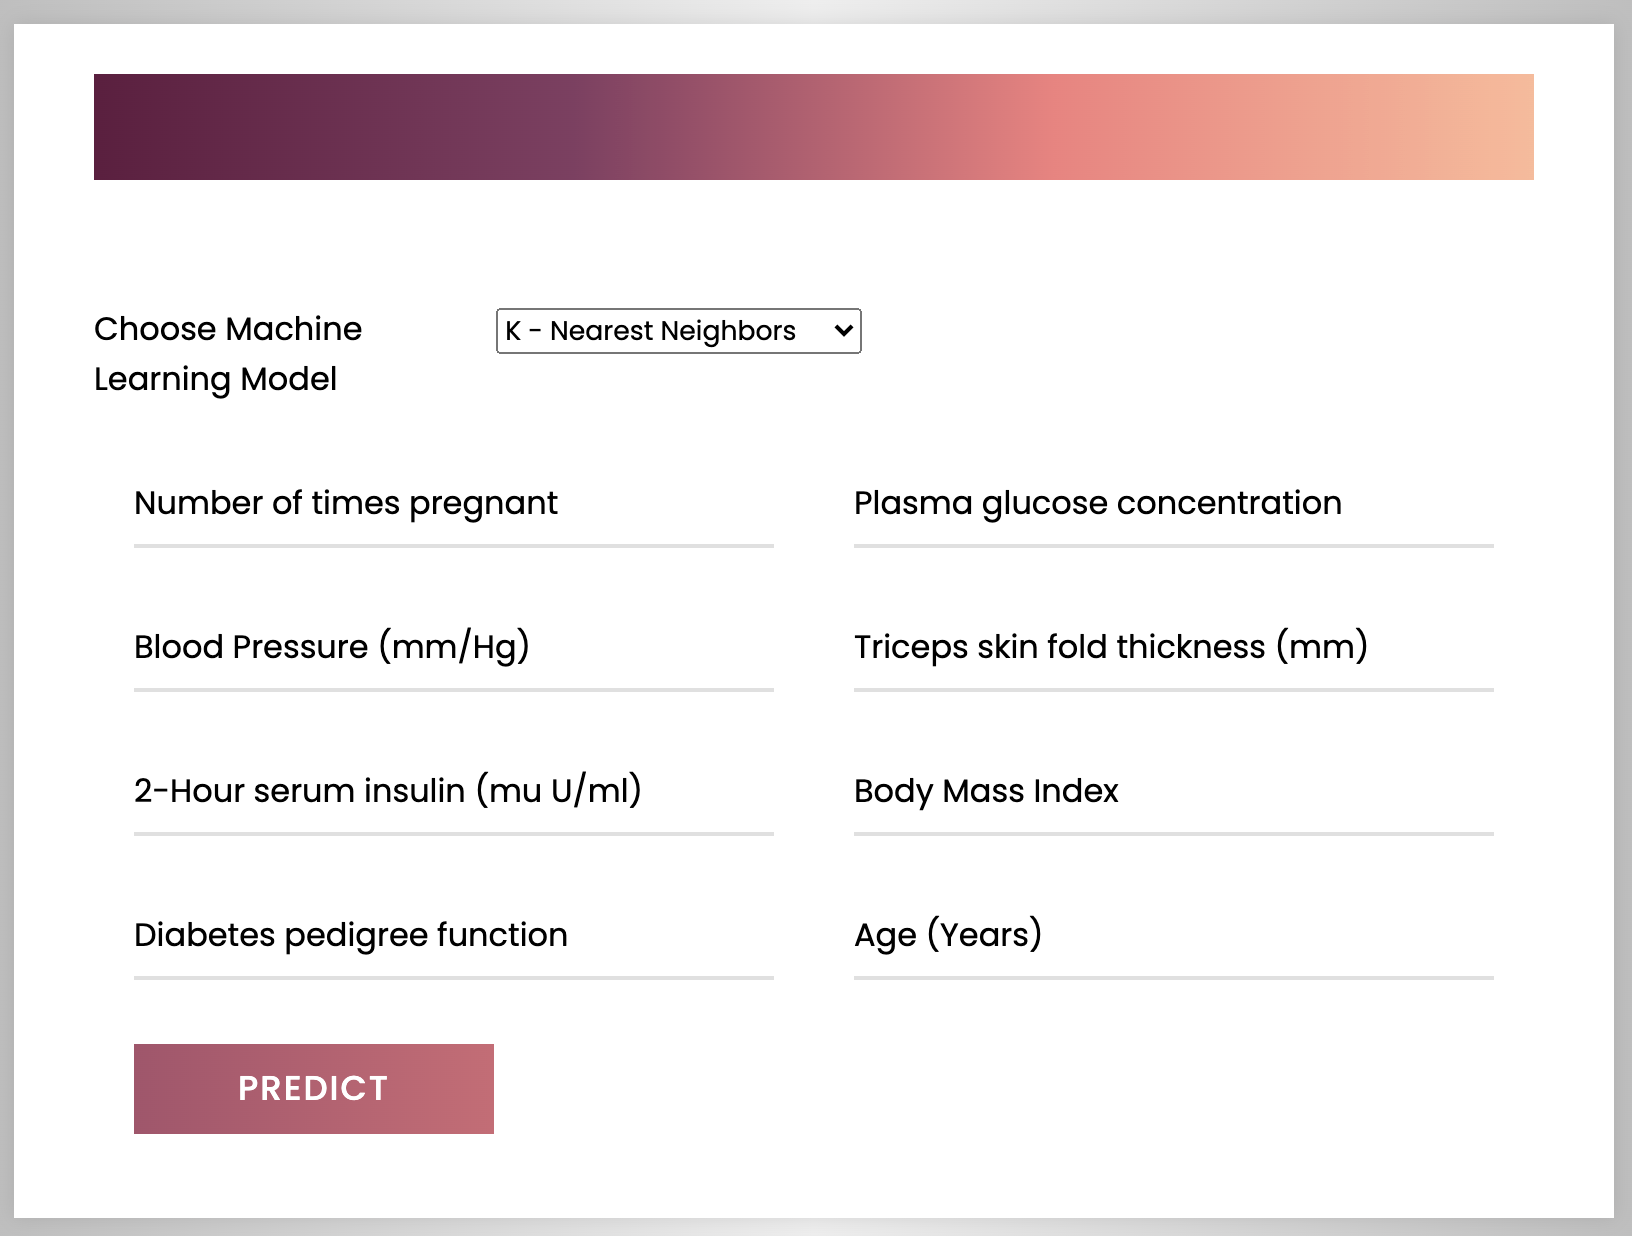 Choose Machine
Learning Model
K - Nearest Neighbors
Number of times pregnant
Plasma glucose concentration
Blood Pressure (mm/Hg)
Triceps skin fold thickness (mm)
2-Hour serum insulin (mu U/ml)
Body Mass Index
Diabetes pedigree function
Age (Years)
PREDICT